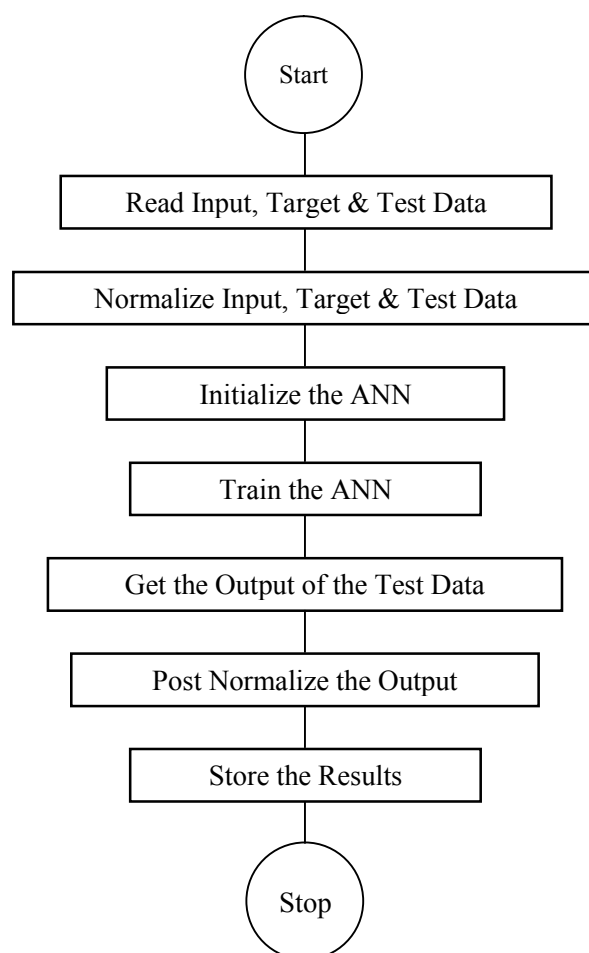 Start
Read Input, Target & Test Data
Normalize Input, Target & Test Data
Initialize the ANN
Train the ANN
Get the Output of the Test Data
Post Normalize the Output
Store the Results
Stop